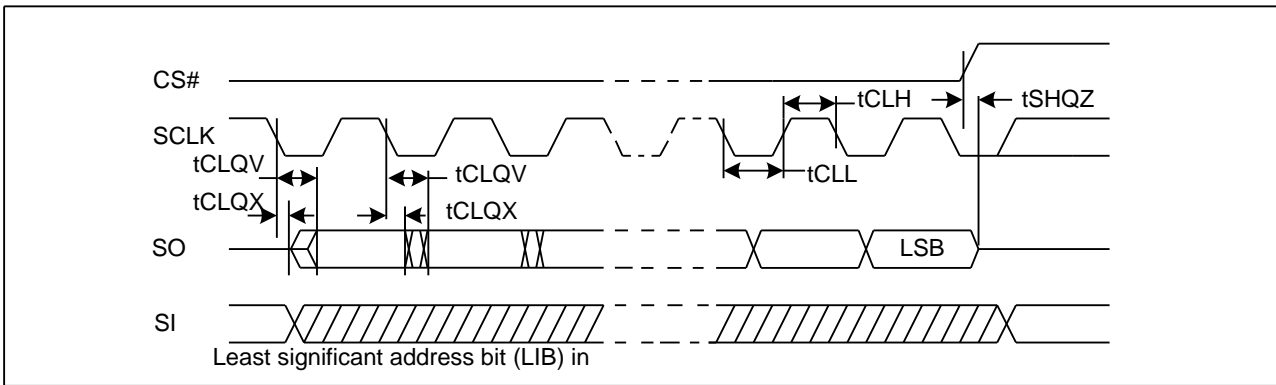 CS#
tCLH
tSHQZ
SCLK
tCLQV
tCLQV
tCLL
tCLQX
tCLQX
SO
LSB
SI
Least significant address bit (LIB) in